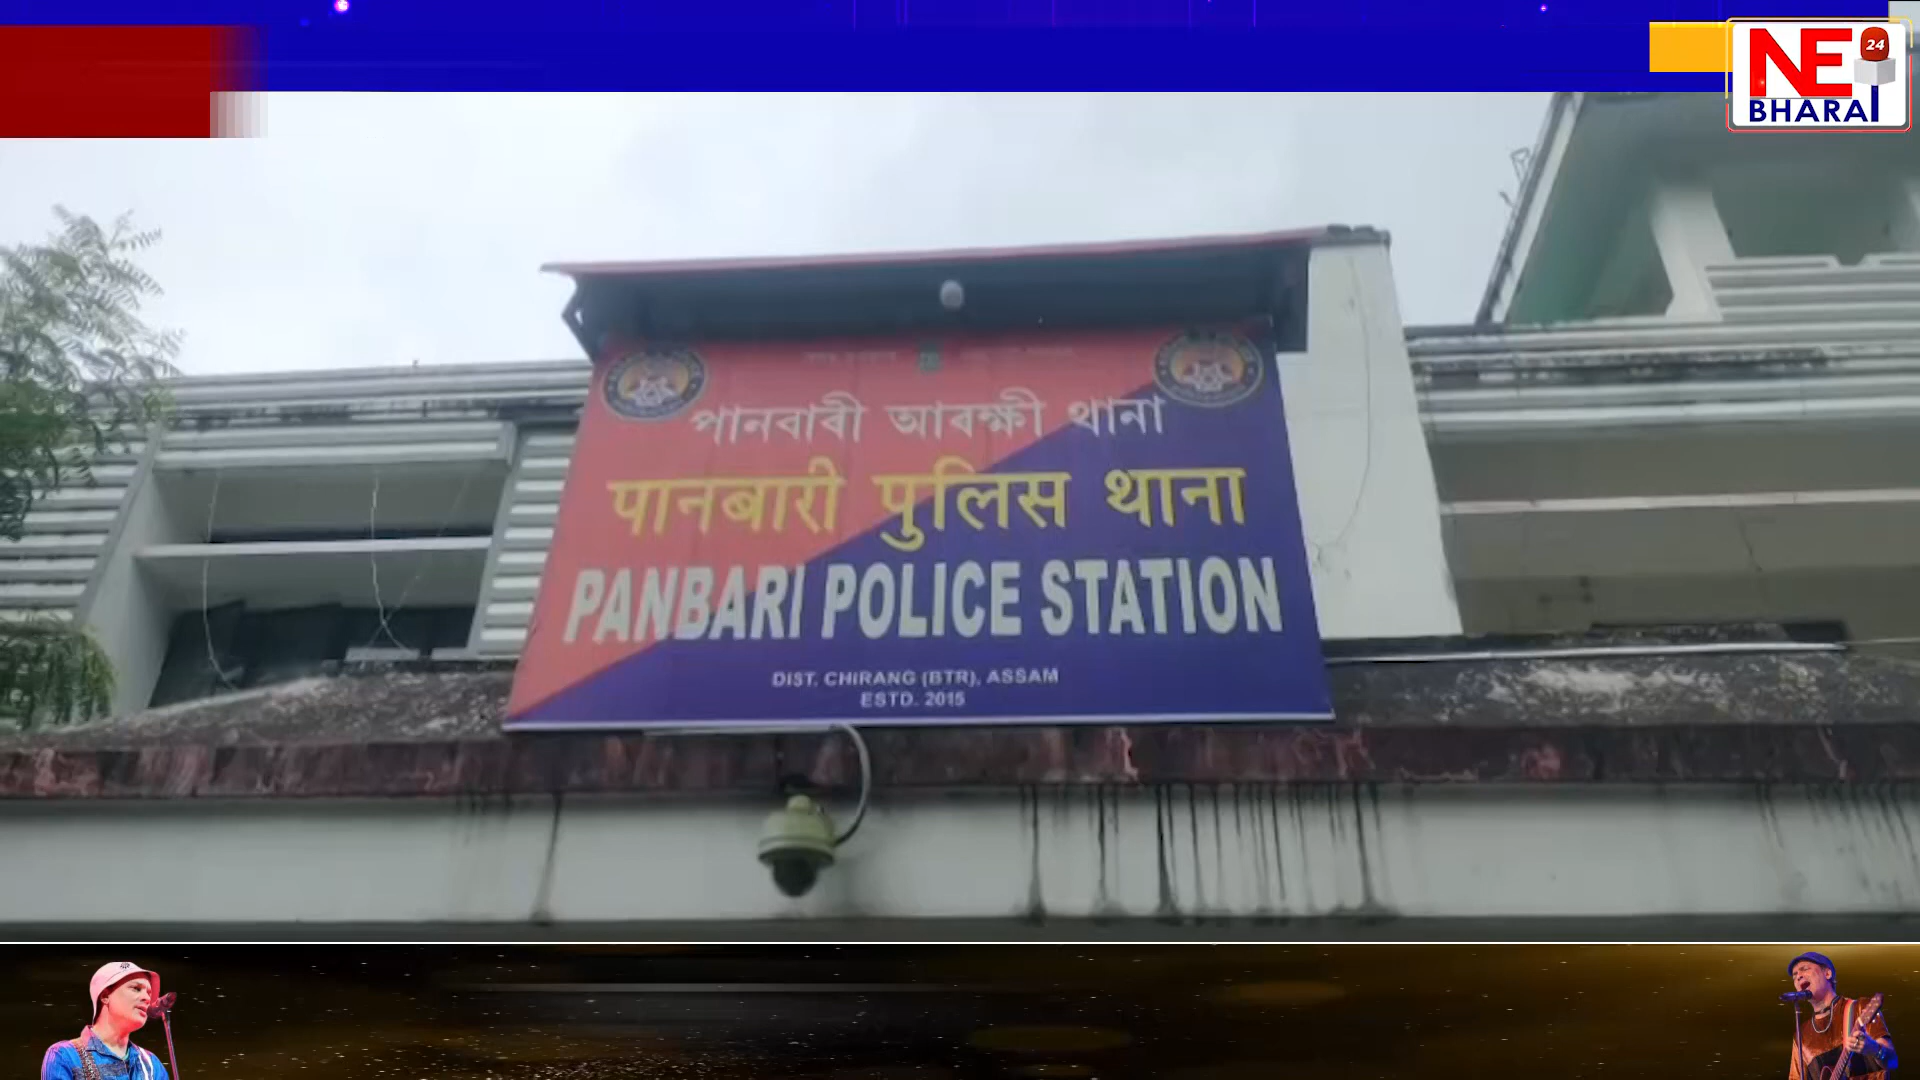 NE
24
BHARAT
পানবাৰী আৰক্ষী থানা
पानबारी पुलिस थाना
PANBARI POLICE STATION
DIST. CHIRANG (BTR), ASSAM
ESTD. 2015